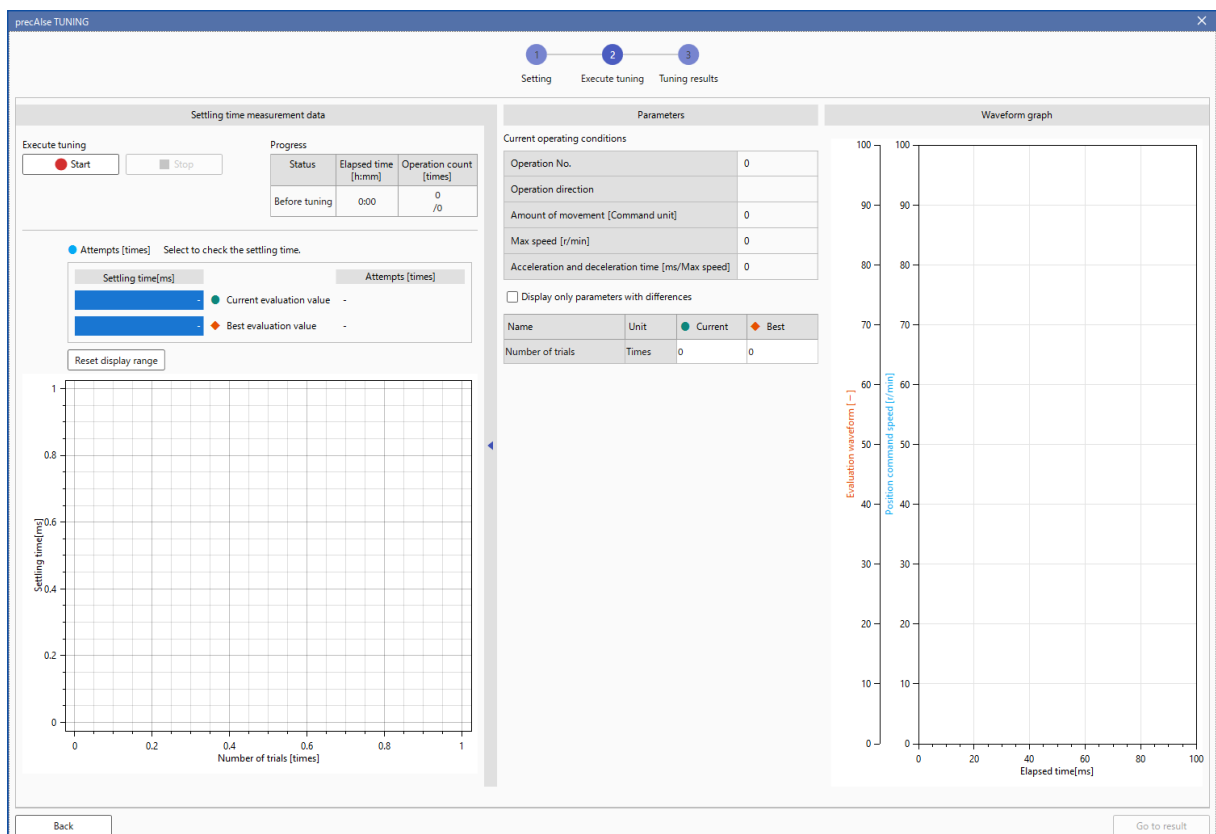 precAIse TUNING
1
2
3
Setting
Execute tuning
Tuning results
Settling time measurement data
Execute tuning
Start
Stop
Progress
Status
Elapsed time
[h:mm]
Operation count
[times]
Before tuning
0:00
0
/0
Attempts [times]
Select to check the settling time.
Settling time[ms]
Attempts [times]
-
Current evaluation value
-
-
Best evaluation value
-
Reset display range
Settling time[ms]
1
0.8
0.6
0.4
0.2
0
0
0.2
0.4
0.6
0.8
1
Number of trials [times]
Parameters
Current operating conditions
Operation No.
0
Operation direction
Amount of movement [Command unit]
0
Max speed [r/min]
0
Acceleration and deceleration time [ms/Max speed]
0
Display only parameters with differences
Name
Unit
Current
Best
Number of trials
Times
0
0
Waveform graph
Evaluation waveform [－]
100
90
80
70
60
50
40
30
20
10
0
Position command speed [r/min]
100
90
80
70
60
50
40
30
20
10
0
0
20
40
60
80
100
Elapsed time[ms]
Back
Go to result